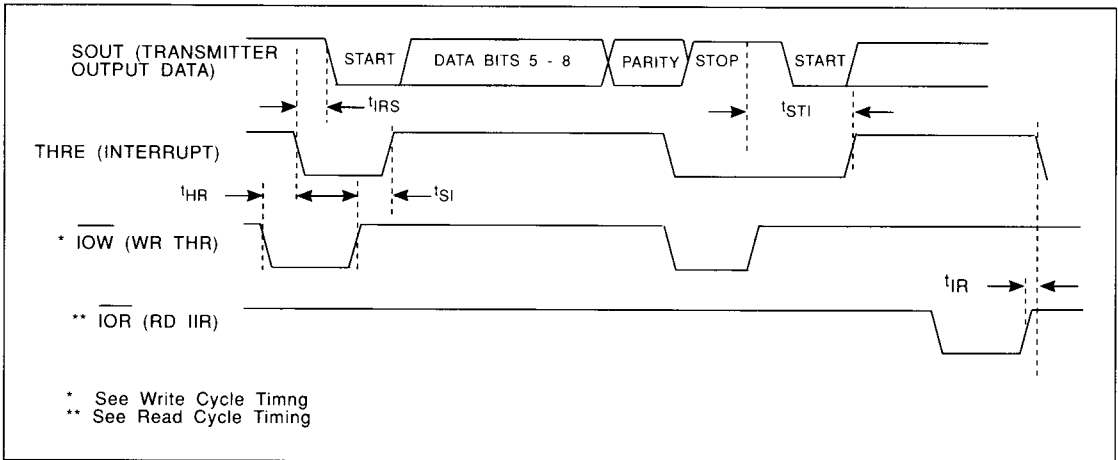 SOUT (TRANSMITTER
OUTPUT DATA)
START
DATA BITS 5 - 8
PARITY
STOP
START
tIRS
tSTI
THRE (INTERRUPT)
tHR
tSI
* IOW (WR THR)
tIR
** IOR (RD IIR)
* See Write Cycle Timng
** See Read Cycle Timing